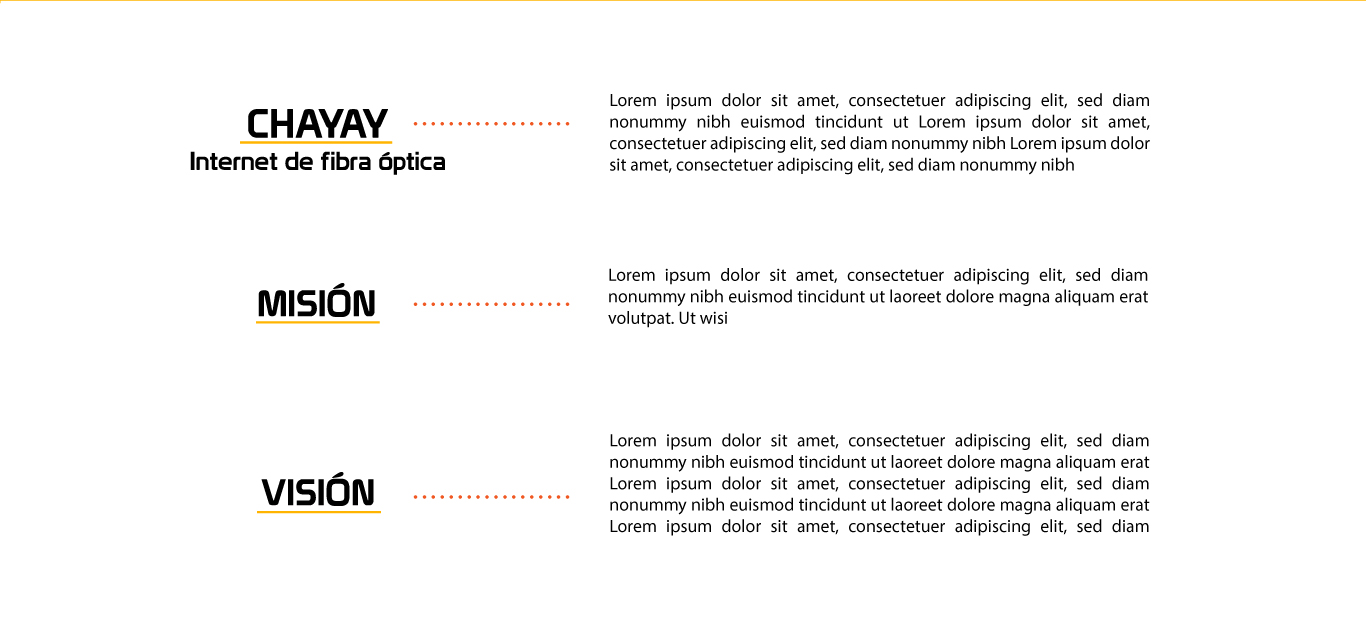 CHAYAY
Internet de fibra óptica
Lorem ipsum dolor sit amet, consectetuer adipiscing elit, sed diam
nonummy nibh euismod tincidunt ut Lorem ipsum dolor sit amet,
consectetuer adipiscing elit, sed diam nonummy nibh Lorem ipsum dolor
sit amet, consectetuer adipiscing elit, sed diam nonummy nibh
MISIÓN
Lorem ipsum dolor sit amet, consectetuer adipiscing elit, sed diam
nonummy nibh euismod tincidunt ut laoreet dolore magna aliquam erat
volutpat. Ut wisi
VISIÓN
Lorem ipsum dolor sit amet, consectetuer adipiscing elit, sed diam
nonummy nibh euismod tincidunt ut laoreet dolore magna aliquam erat
Lorem ipsum dolor sit amet, consectetuer adipiscing elit, sed diam
nonummy nibh euismod tincidunt ut laoreet dolore magna aliquam erat
Lorem ipsum dolor sit amet, consectetuer adipiscing elit, sed diam